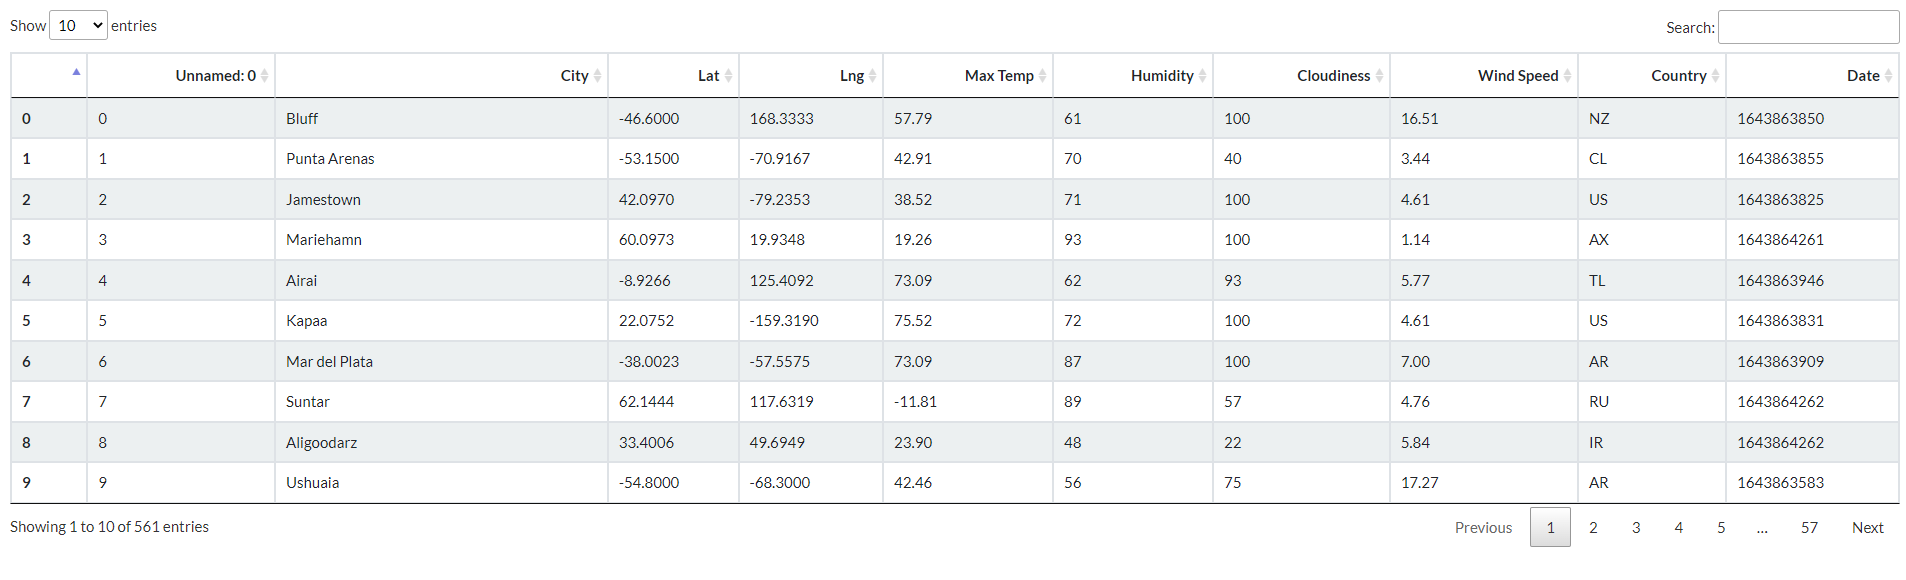 Show 10 entries Search:
Unnamed: 0 City Lat Lng Max Temp Humidity Cloudiness Wind Speed Country Date
0 0 Bluff -46.6000 168.3333 57.79 61 100 16.51 NZ 1643863850
1 1 Punta Arenas -53.1500 -70.9167 42.91 70 40 3.44 CL 1643863855
2 2 Jamestown 42.0970 -79.2353 38.52 71 100 4.61 US 1643863825
3 3 Mariehamn 60.0973 19.9348 19.26 93 100 1.14 AX 1643864261
4 4 Airai -8.9266 125.4092 73.09 62 93 5.77 TL 1643863946
5 5 Kapaa 22.0752 -159.3190 75.52 72 100 4.61 US 1643863831
6 6 Mar del Plata -38.0023 -57.5575 73.09 87 100 7.00 AR 1643863909
7 7 Suntar 62.1444 117.6319 -11.81 89 57 4.76 RU 1643864262
8 8 Aligoodarz 33.4006 49.6949 23.90 48 22 5.84 IR 1643864262
9 9 Ushuaia -54.8000 -68.3000 42.46 56 75 17.27 AR 1643863583
Showing 1 to 10 of 561 entries Previous 1 2 3 4 5 … 57 Next